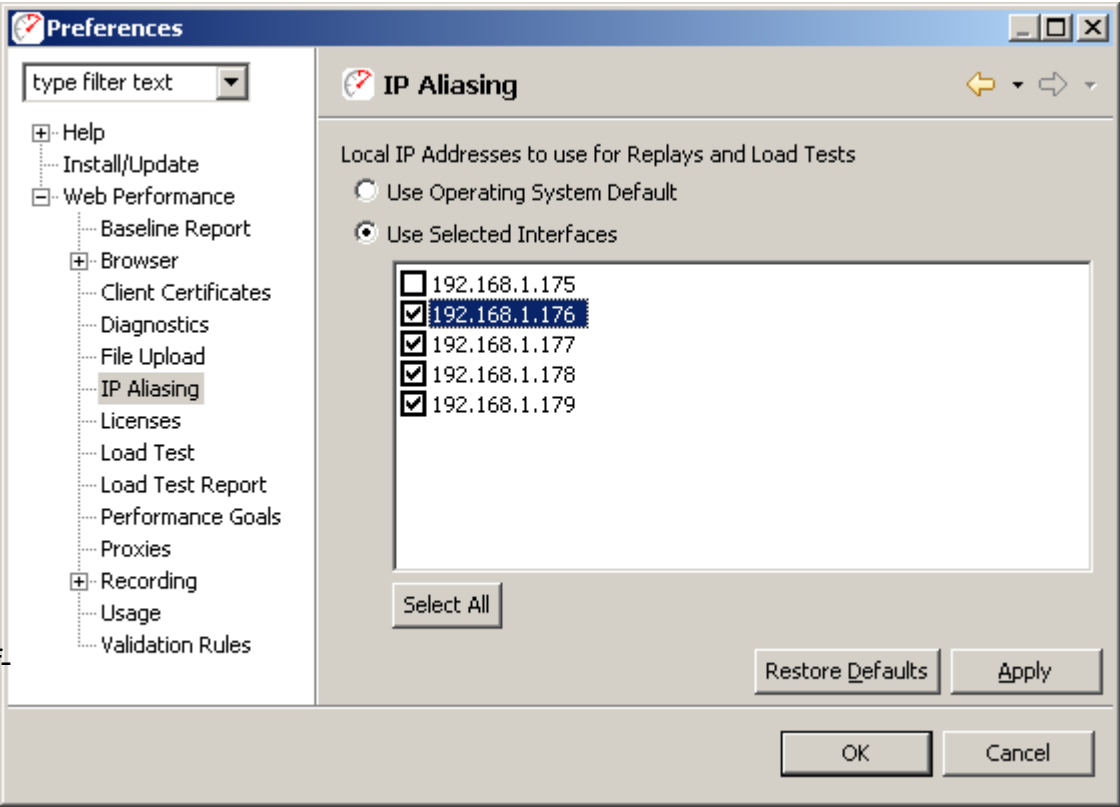 Preferences
type filter text
Help
Install/Update
Web Performance
Baseline Report
Browser
Client Certificates
Diagnostics
File Upload
IP Aliasing
Licenses
Load Test
Load Test Report
Performance Goals
Proxies
Recording
Usage
Validation Rules
IP Aliasing
Local IP Addresses to use for Replays and Load Tests
Use Operating System Default
Use Selected Interfaces
192.168.1.175
192.168.1.176
192.168.1.177
192.168.1.178
192.168.1.179
Select All
Restore Defaults
Apply
OK
Cancel